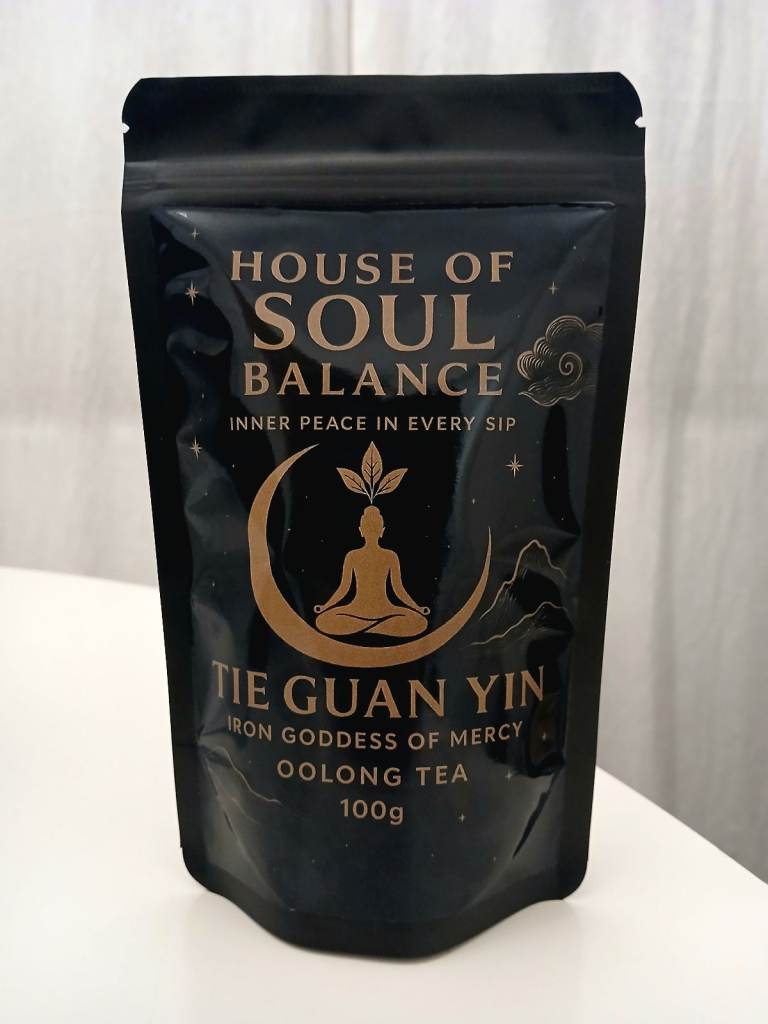 HOUSE OF
SOUL
BALANCE
INNER PEACE IN EVERY SIP
TIE GUAN YIN
IRON GODDESS OF MERCY
OOLONG TEA
100g